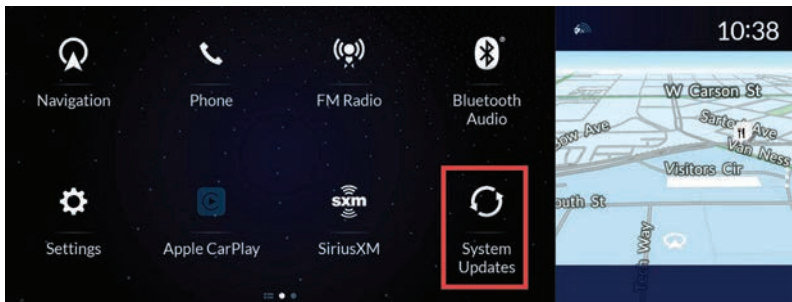 10:38
Navigation
Phone
FM Radio
Bluetooth
Audio
Settings
Apple CarPlay
sxm
SiriusXM
System
Updates
W Carson St
Sartori Ave
Van Ness
Visitors Cir
Way